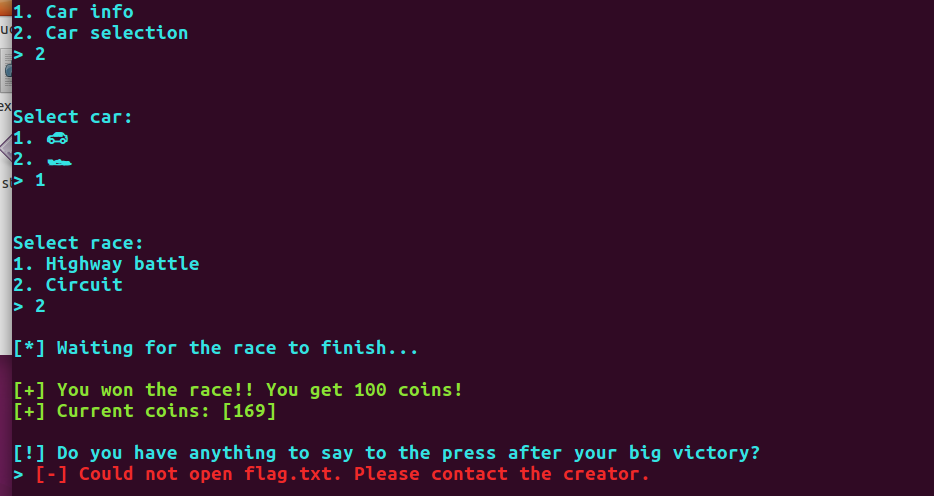 1. Car info
2. Car selection
> 2
Select car:
1. 🚗
2. 🏎
> 1
Select race:
1. Highway battle
2. Circuit
> 2
[*] Waiting for the race to finish...
[+] You won the race!! You get 100 coins!
[+] Current coins: [169]
[!] Do you have anything to say to the press after your big victory?
> [-] Could not open flag.txt. Please contact the creator.